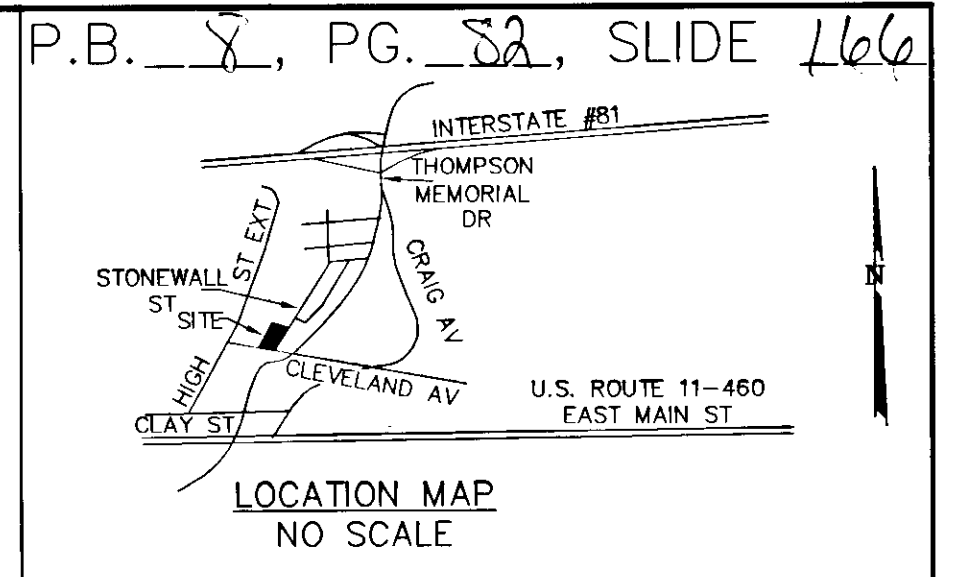 P.B. 8, PG. 82, SLIDE 166
INTERSTATE #81
THOMPSON
MEMORIAL
DR
HIGH ST EXT
CRAIG AV
STONEWALL
ST
SITE
N
CLEVELAND AV
U.S. ROUTE 11-460
EAST MAIN ST
CLAY ST
LOCATION MAP
NO SCALE